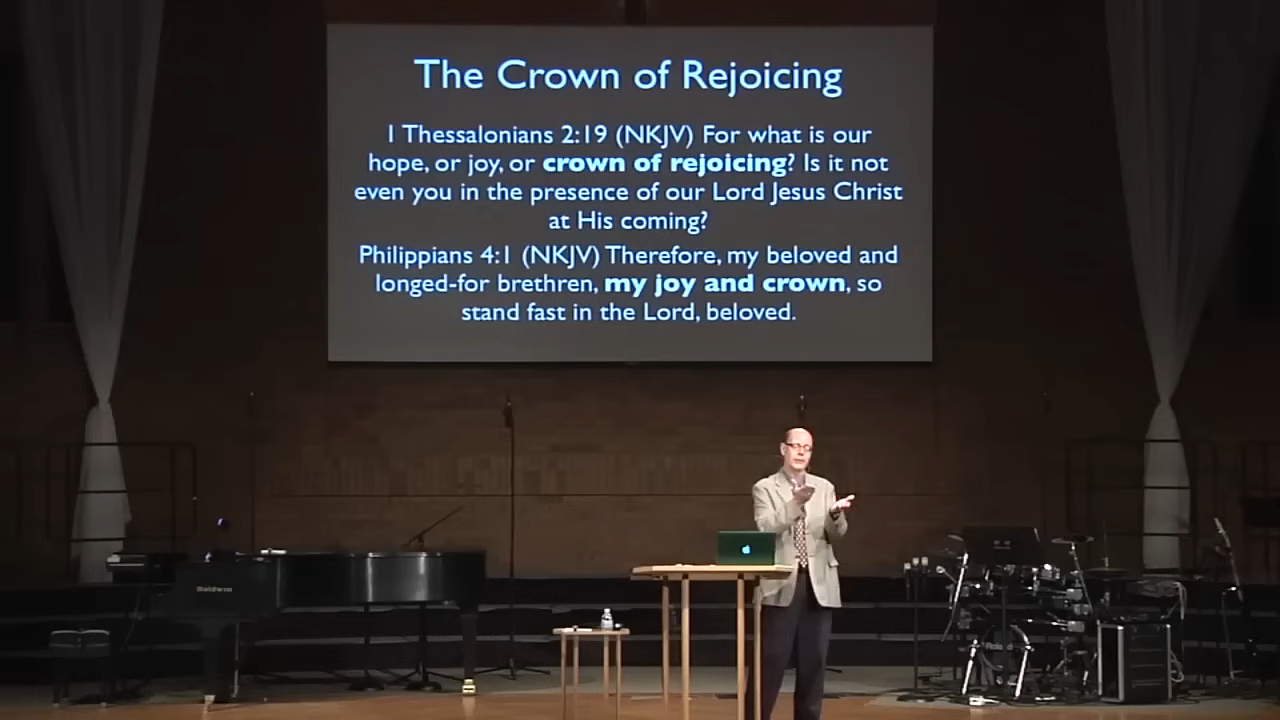 The Crown of Rejoicing
1 Thessalonians 2:19 (NKJV) For what is our
hope, or joy, or crown of rejoicing? Is it not
even you in the presence of our Lord Jesus Christ
at His coming?
Philippians 4:1 (NKJV) Therefore, my beloved and
longed-for brethren, my joy and crown, so
stand fast in the Lord, beloved.
Baldwin